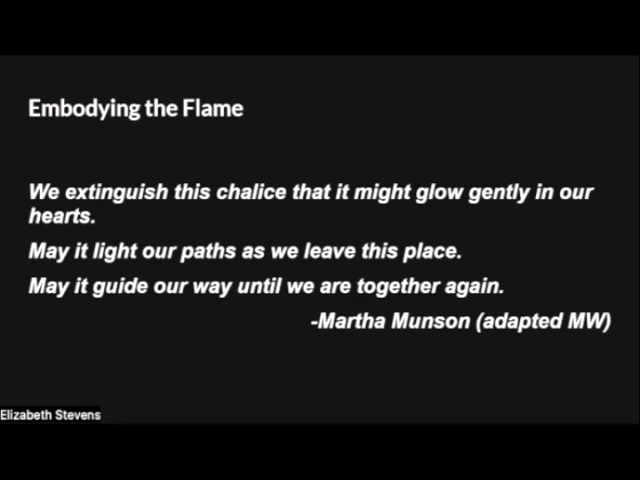 Embodying the Flame
We extinguish this chalice that it might glow gently in our
hearts.
May it light our paths as we leave this place.
May it guide our way until we are together again.
-Martha Munson (adapted MW)
Elizabeth Stevens